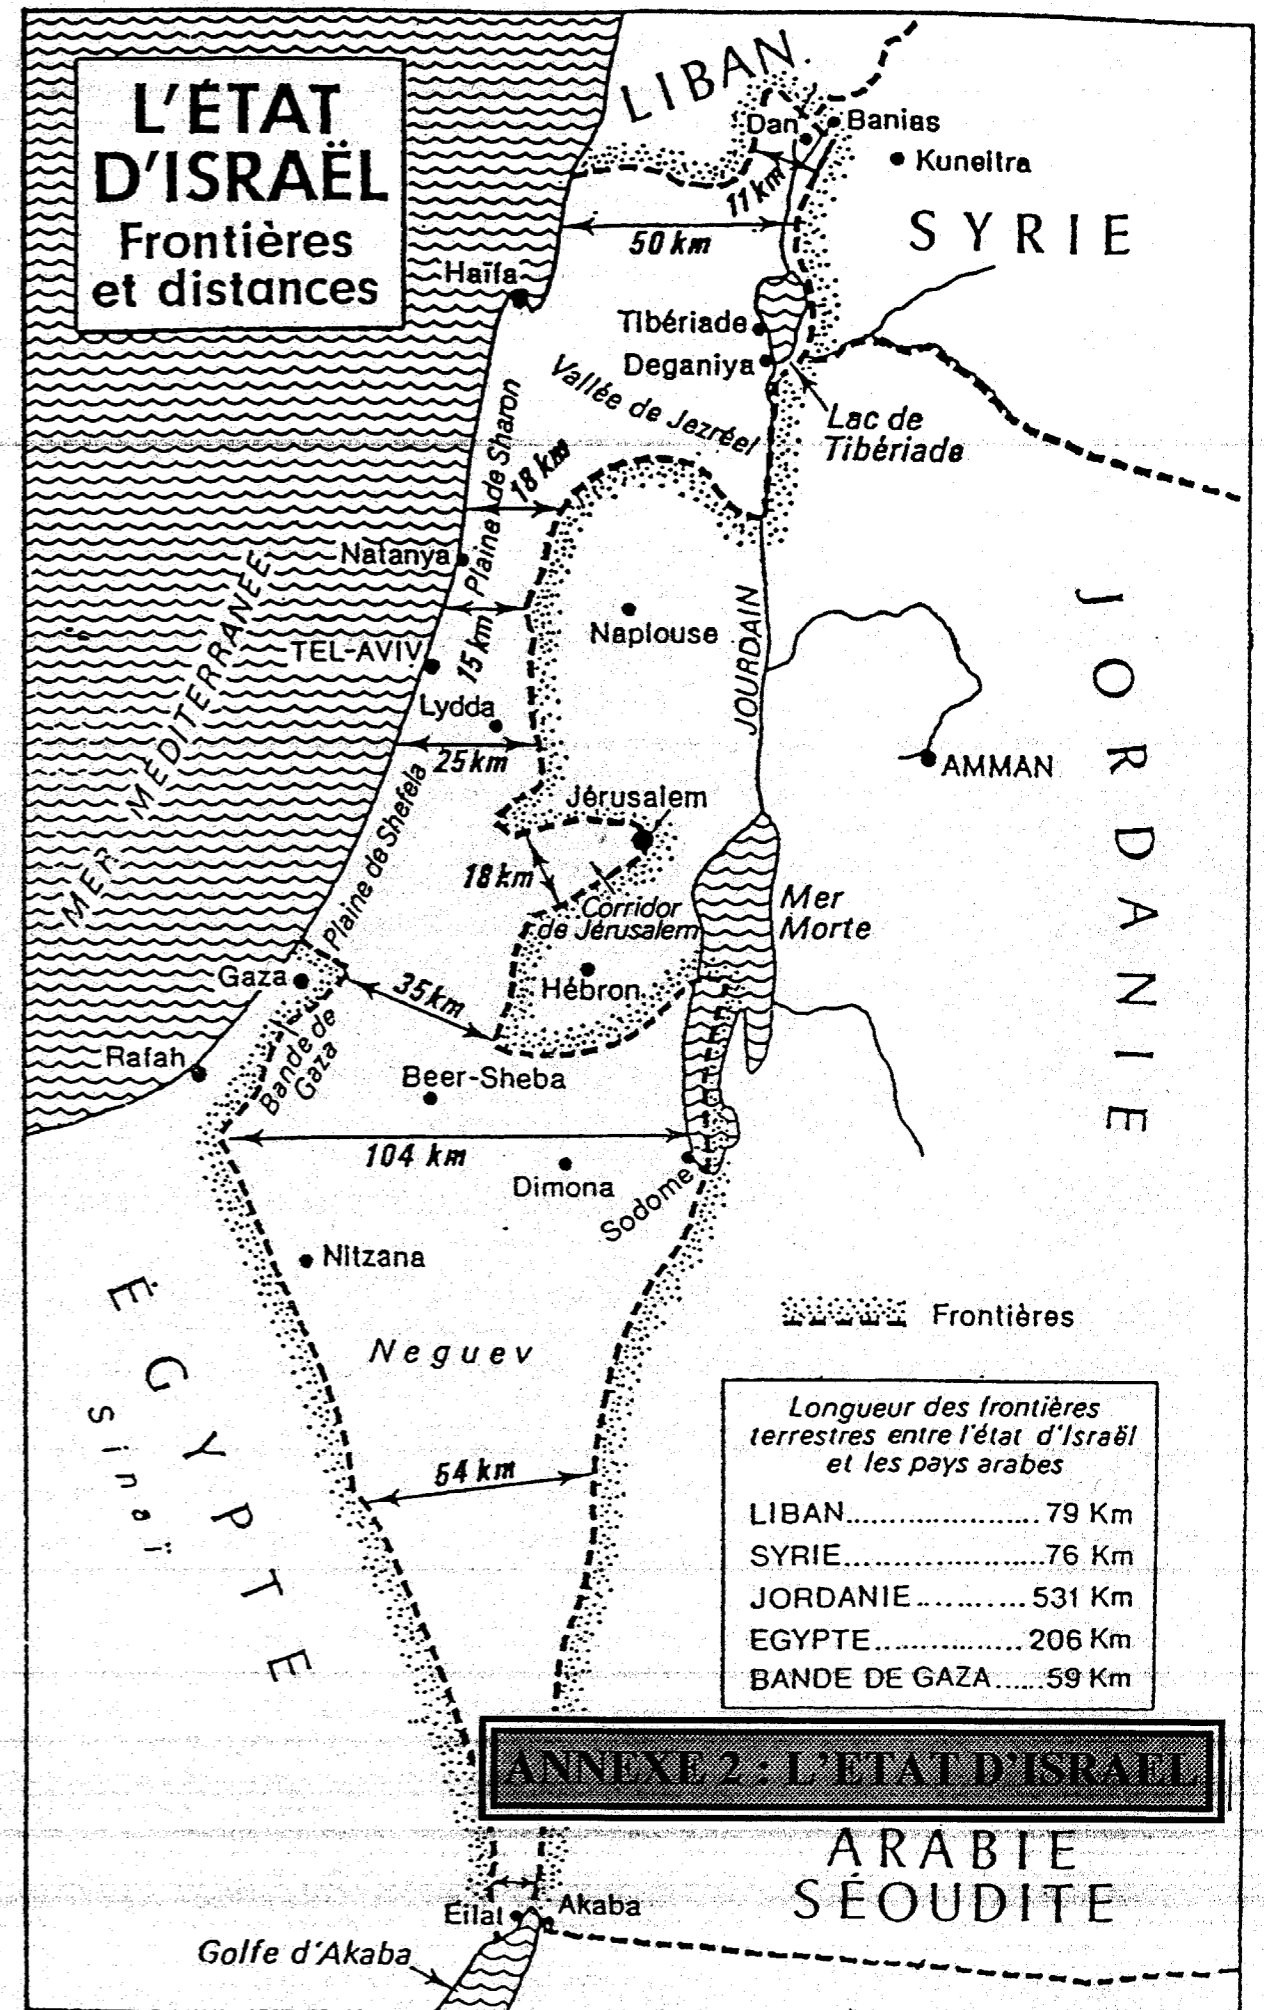 L'ÉTAT
D'ISRAËL
Frontières
et distances
LIBAN
Dan
Banias
Kuneitra
11 km
SYRIE
50 km
Haïfa
Tibériade
Deganiya
Vallée de Jezréel
Lac de
Tibériade
Plaine de Sharon
18 km
Natanya
MER MÉDITERRANÉE
Naplouse
JOURDAIN
JORDANIE
TEL-AVIV
15 km
Lydda
25 km
AMMAN
Plaine de Shefela
Jérusalem
18 km
Corridor
de Jérusalem
Mer
Morte
Gaza
35 km
Hébron
Rafah
Bande de
Gaza
Beer-Sheba
104 km
Dimona
Sodome
Nitzana
ÉGYPTE
Sinaï
Neguev
Frontières
54 km
Longueur des frontières
terrestres entre l'état d'Israël
et les pays arabes
LIBAN......................79 Km
SYRIE.......................76 Km
JORDANIE............531 Km
EGYPTE................206 Km
BANDE DE GAZA......59 Km
ANNEXE 2 : L'ETAT D'ISRAEL
ARABIE
SÉOUDITE
Eilat
Akaba
Golfe d'Akaba